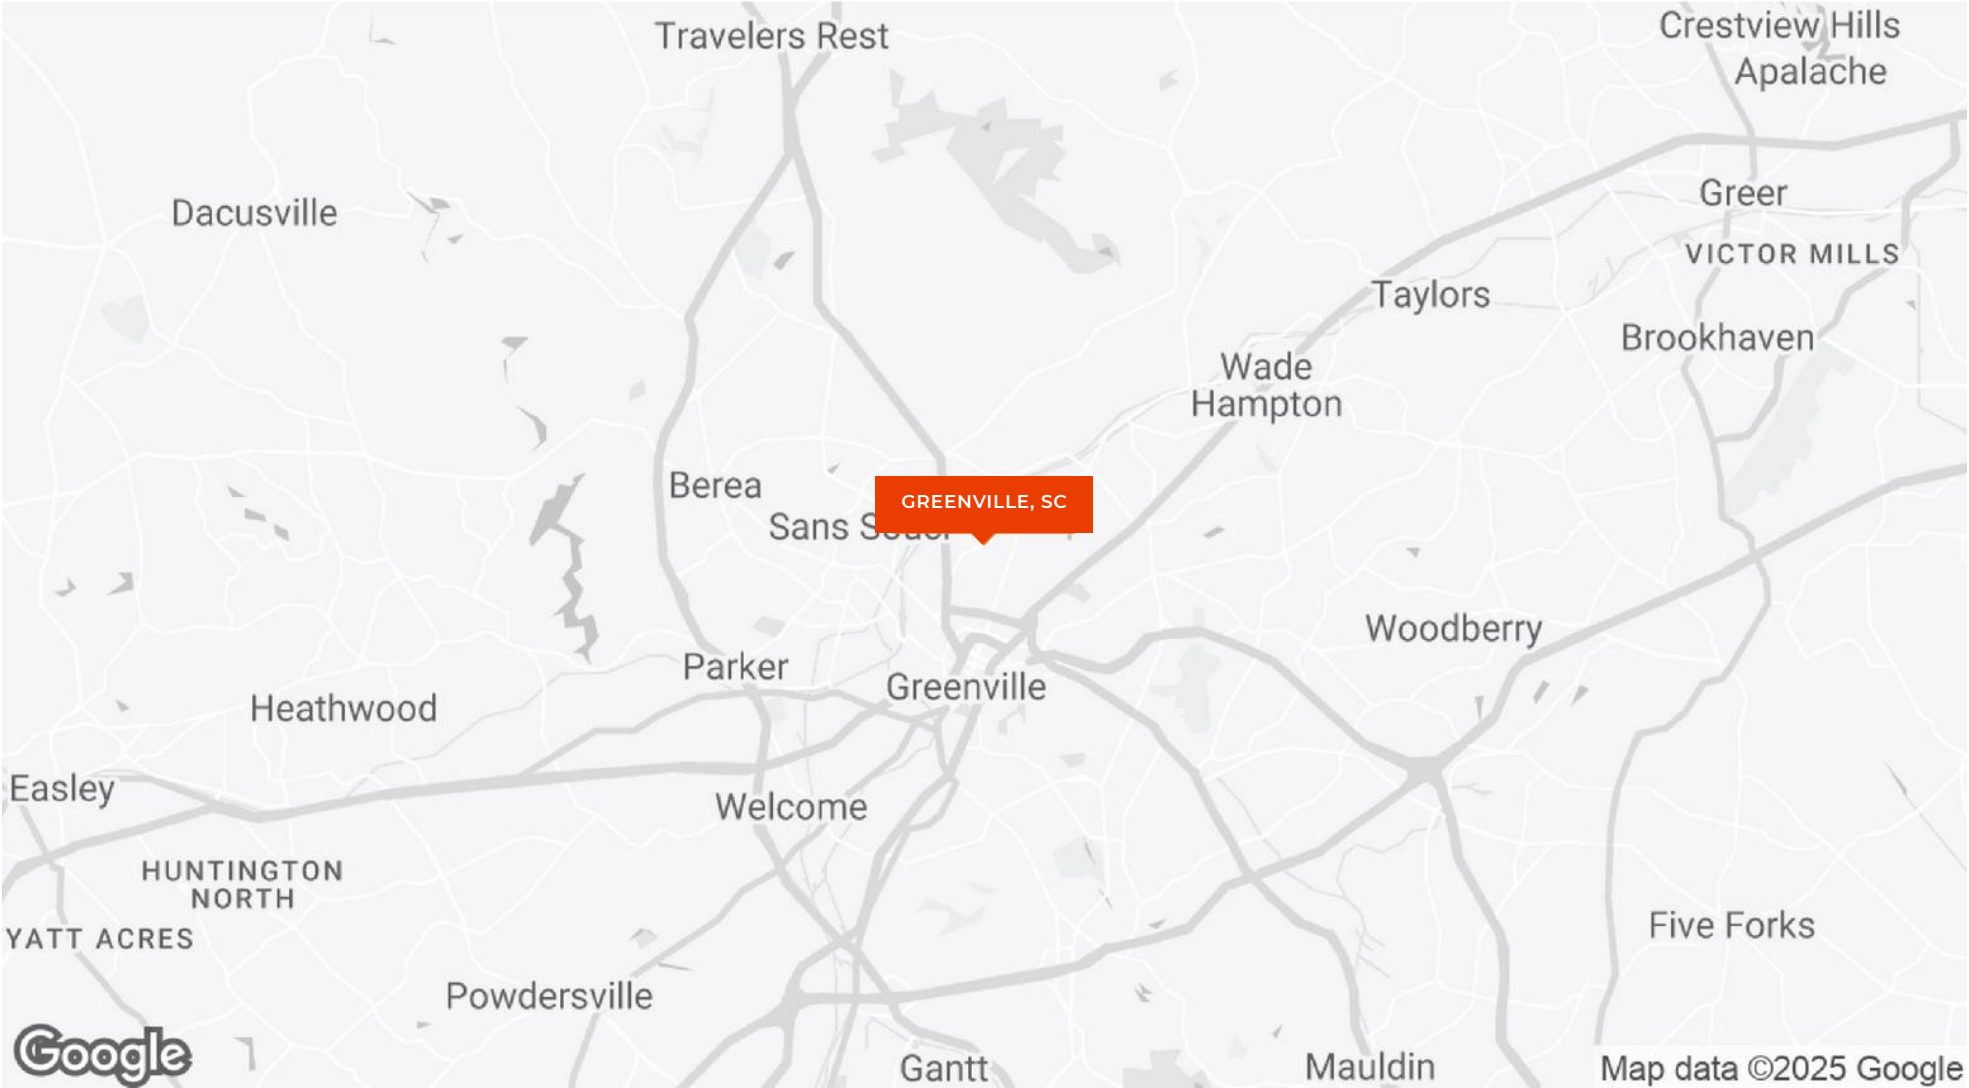 Travelers Rest
Crestview Hills
Apalache
Dacusville
Greer
VICTOR MILLS
Taylors
Brookhaven
Wade
Hampton
Berea
GREENVILLE, SC
Sans Souci
Woodberry
Parker
Greenville
Heathwood
Easley
Welcome
HUNTINGTON
NORTH
YATT ACRES
Five Forks
Powdersville
Google
Gantt
Mauldin
Map data ©2025 Google